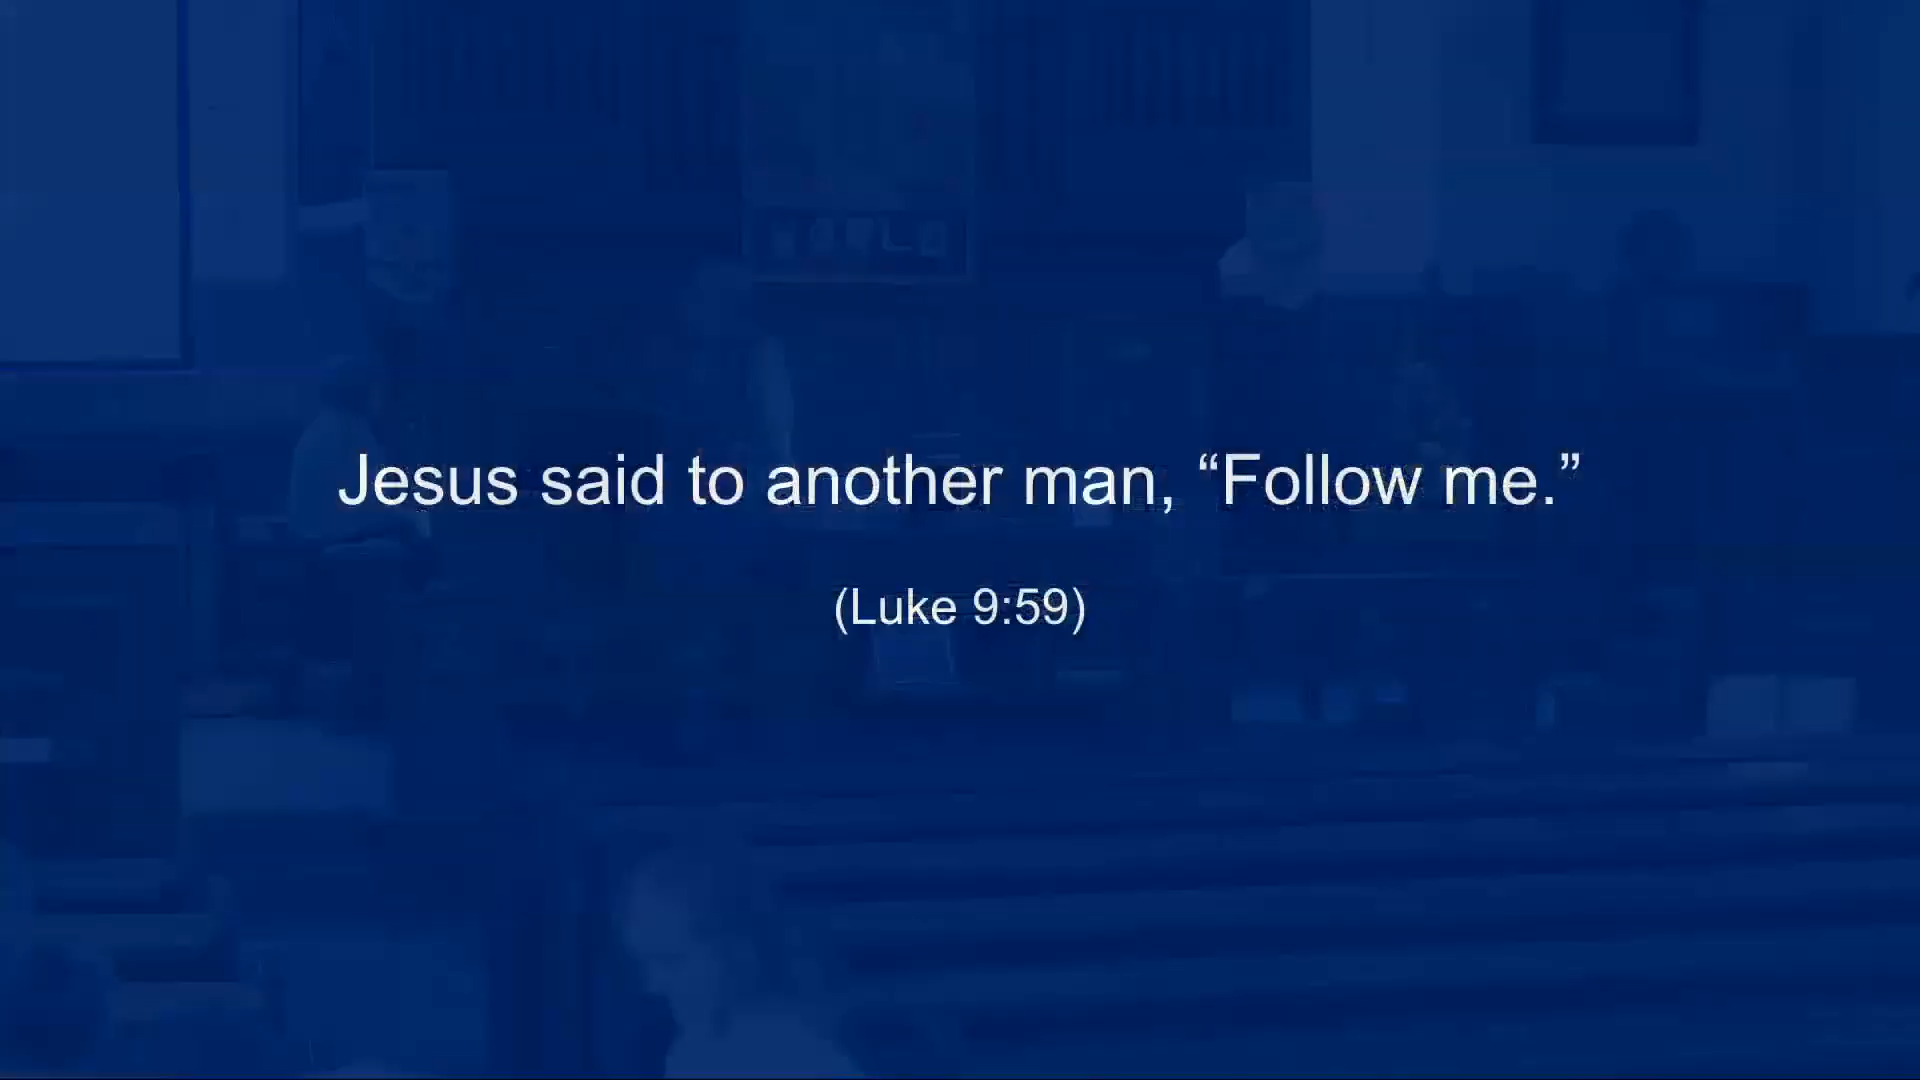 Jesus said to another man, “Follow me.”
(Luke 9:59)